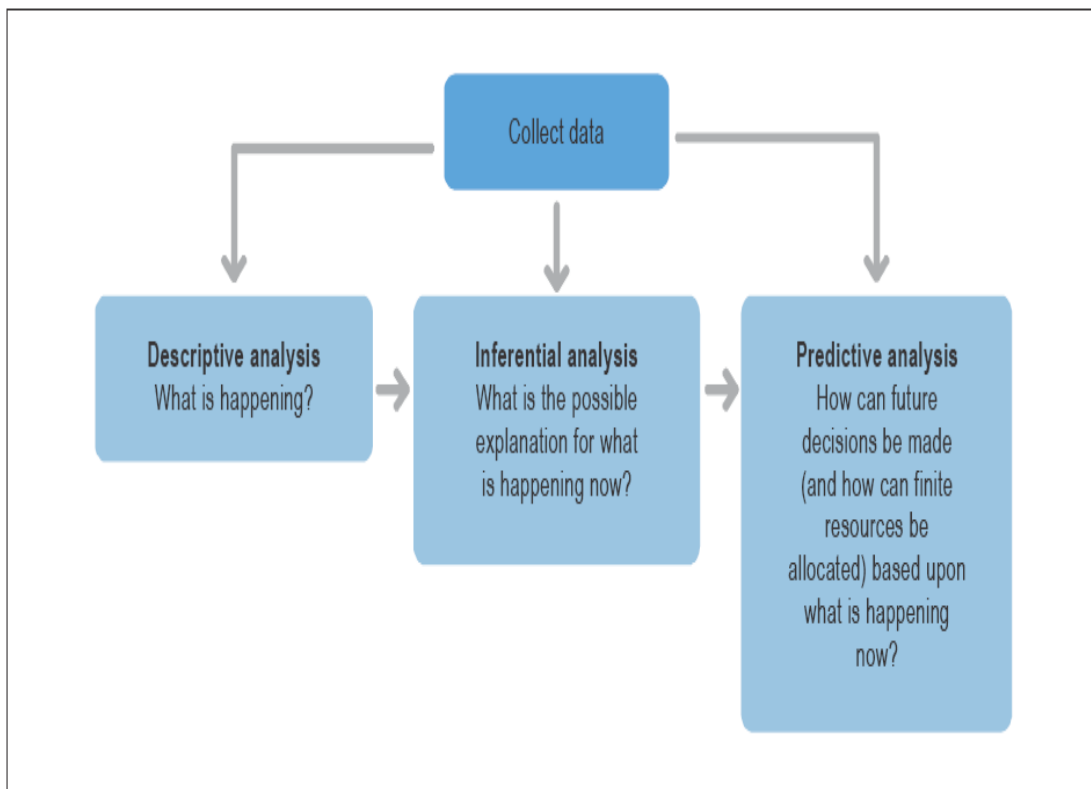 Collect data
Descriptive analysis
What is happening?
Inferential analysis
What is the possible
explanation for what
is happening now?
Predictive analysis
How can future
decisions be made
(and how can finite
resources be
allocated) based upon
what is happening
now?